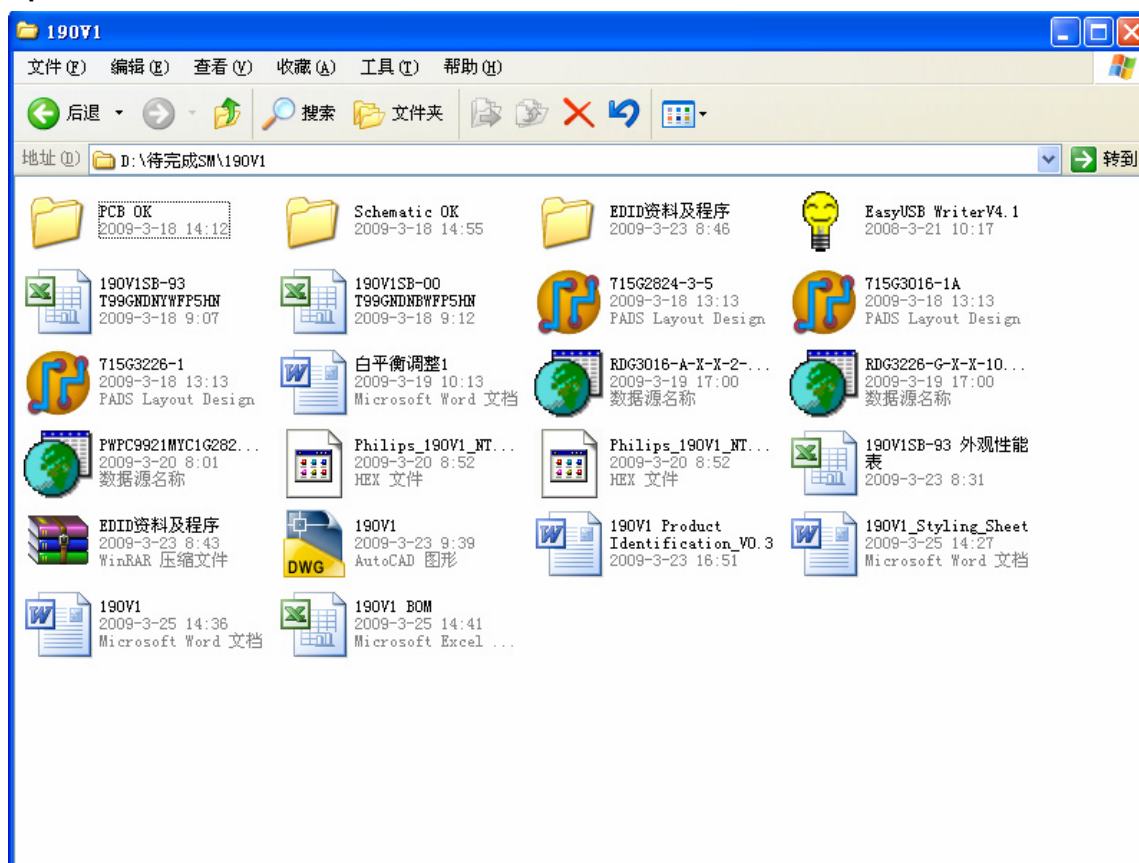 190V1
文件(F) 编辑(E) 查看(V) 收藏(A) 工具(T) 帮助(H)
后退 搜索 文件夹
地址(D) D:\待完成SM\190V1 转到
PCB OK
2009-3-18 14:12
Schematic OK
2009-3-18 14:55
EDID资料及程序
2009-3-23 8:46
EasyUSB WriterV4.1
2008-3-21 10:17
190V1SB-93
T99GNDNYWFP5HN
2009-3-18 9:07
190V1SB-00
T99GNDNBWFP5HN
2009-3-18 9:12
715G2824-3-5
2009-3-18 13:13
PADS Layout Design
715G3016-1A
2009-3-18 13:13
PADS Layout Design
715G3226-1
2009-3-18 13:13
PADS Layout Design
白平衡调整1
2009-3-19 10:13
Microsoft Word 文档
RDG3016-A-X-X-2-...
2009-3-19 17:00
数据源名称
RDG3226-G-X-X-10...
2009-3-19 17:00
数据源名称
PWPC9921MYC1G282...
2009-3-20 8:01
数据源名称
Philips_190V1_NT...
2009-3-20 8:52
HEX 文件
Philips_190V1_NT...
2009-3-20 8:52
HEX 文件
190V1SB-93 外观性能
表
2009-3-23 8:31
EDID资料及程序
2009-3-23 8:43
WinRAR 压缩文件
DWG
190V1
2009-3-23 9:39
AutoCAD 图形
190V1 Product
Identification_V0.3
2009-3-23 16:51
190V1_Styling_Sheet
2009-3-25 14:27
Microsoft Word 文档
190V1
2009-3-25 14:36
Microsoft Word 文档
190V1 BOM
2009-3-25 14:41
Microsoft Excel ...